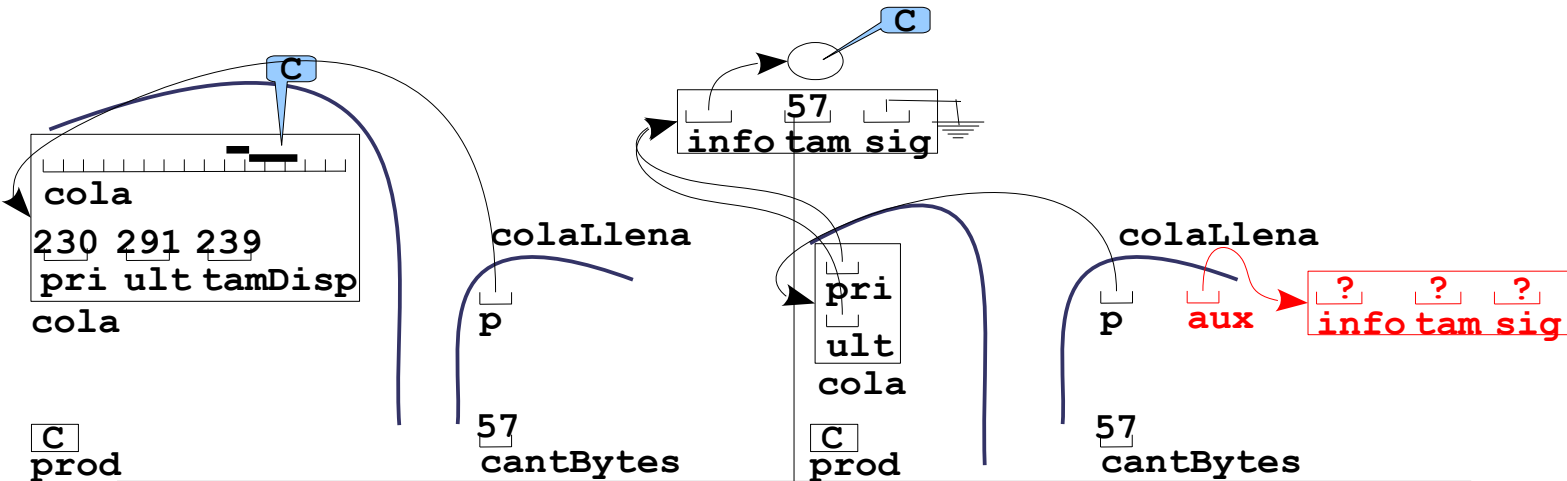 C
cola
230 291 239
pri ult tamDisp
cola
colaLlena
p
C
prod
57
cantBytes
C
57
info tam sig
pri
ult
cola
colaLlena
p
aux
? ? ?
info tam sig
C
prod
57
cantBytes